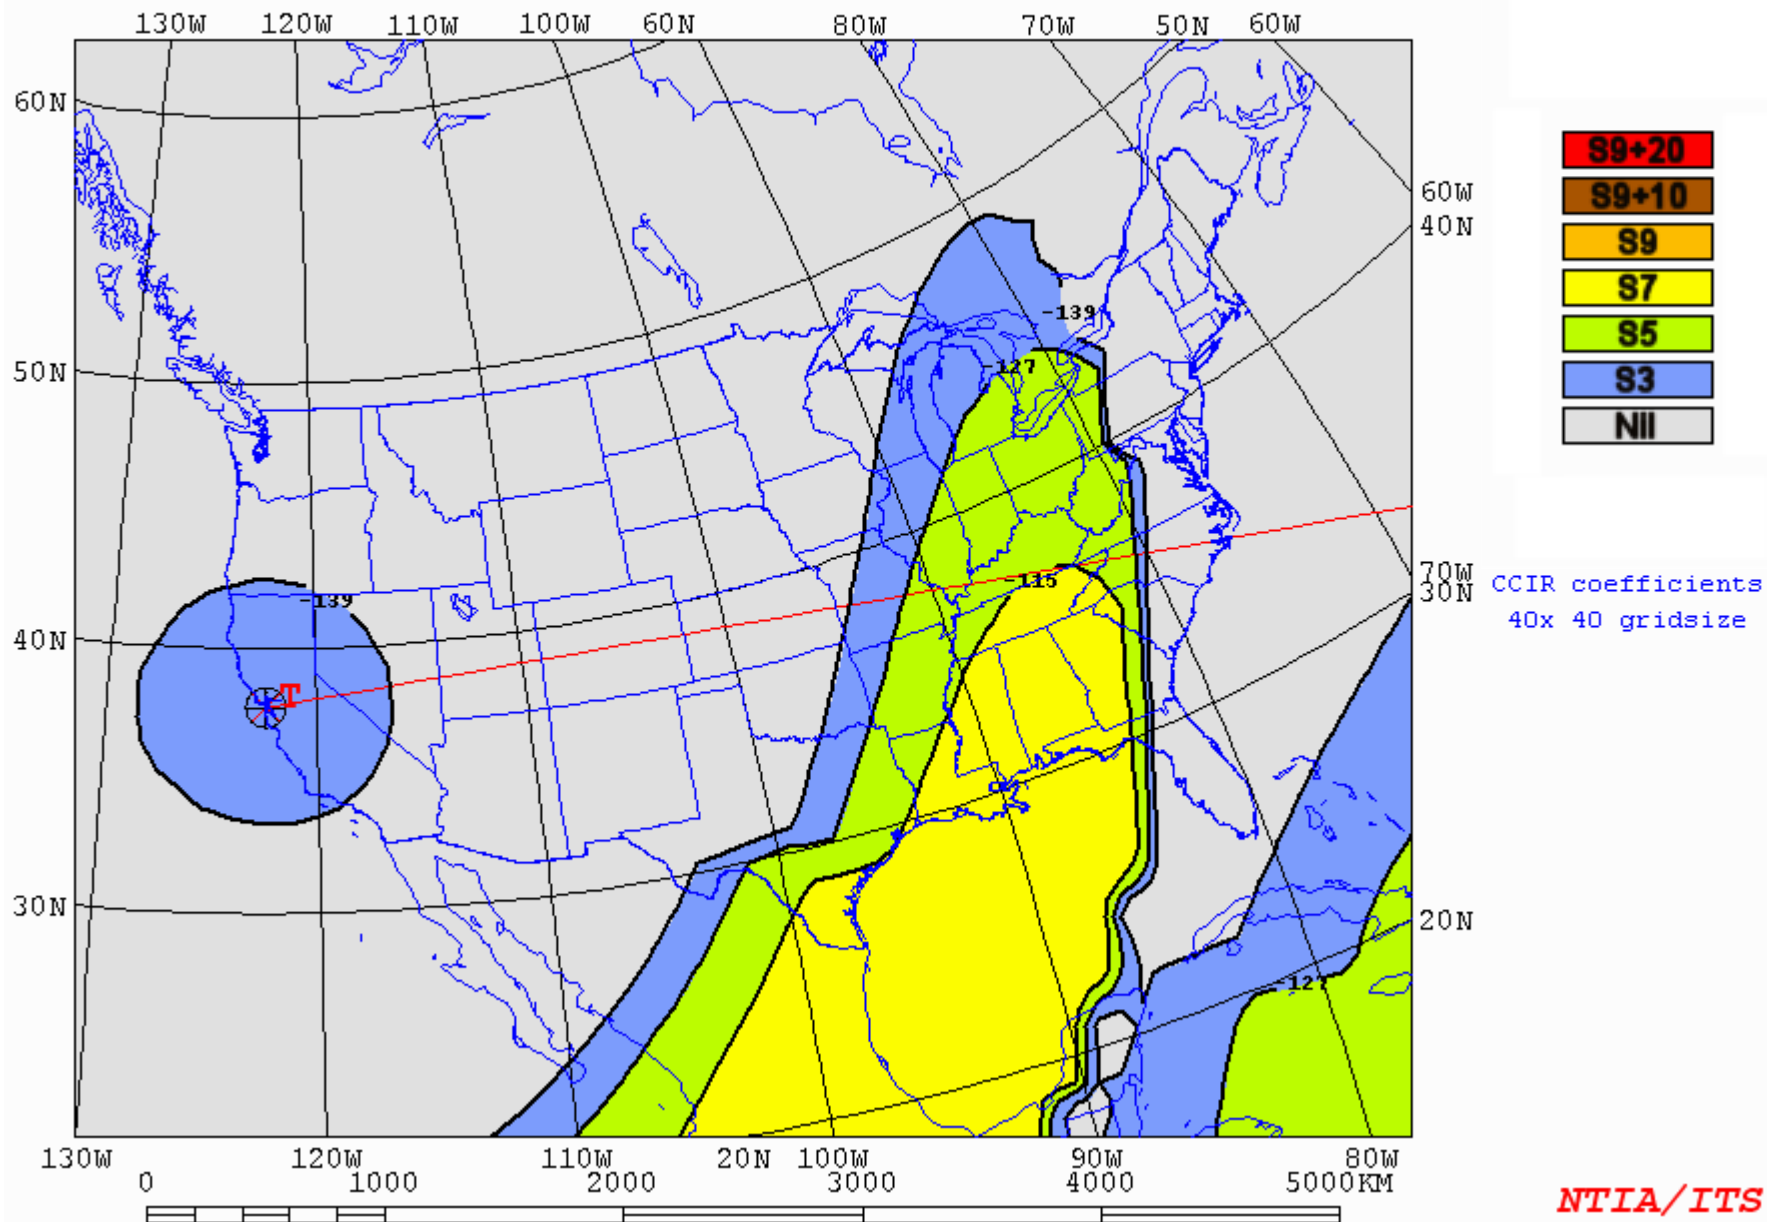 130W 120W 110W 100W 60N 80W 70W 50N 60W
60N
S9+20
60W
S9+10
40N
S9
S7
-139
S5
50N
-127
S3
Nil
70W
-115
30N
CCIR coefficients
-139
40x 40 gridsize
40N
T
30N
20N
-127
130W 120W 110W 20N 100W 90W 80W
0 1000 2000 3000 4000 5000KM
NTIA/ITS